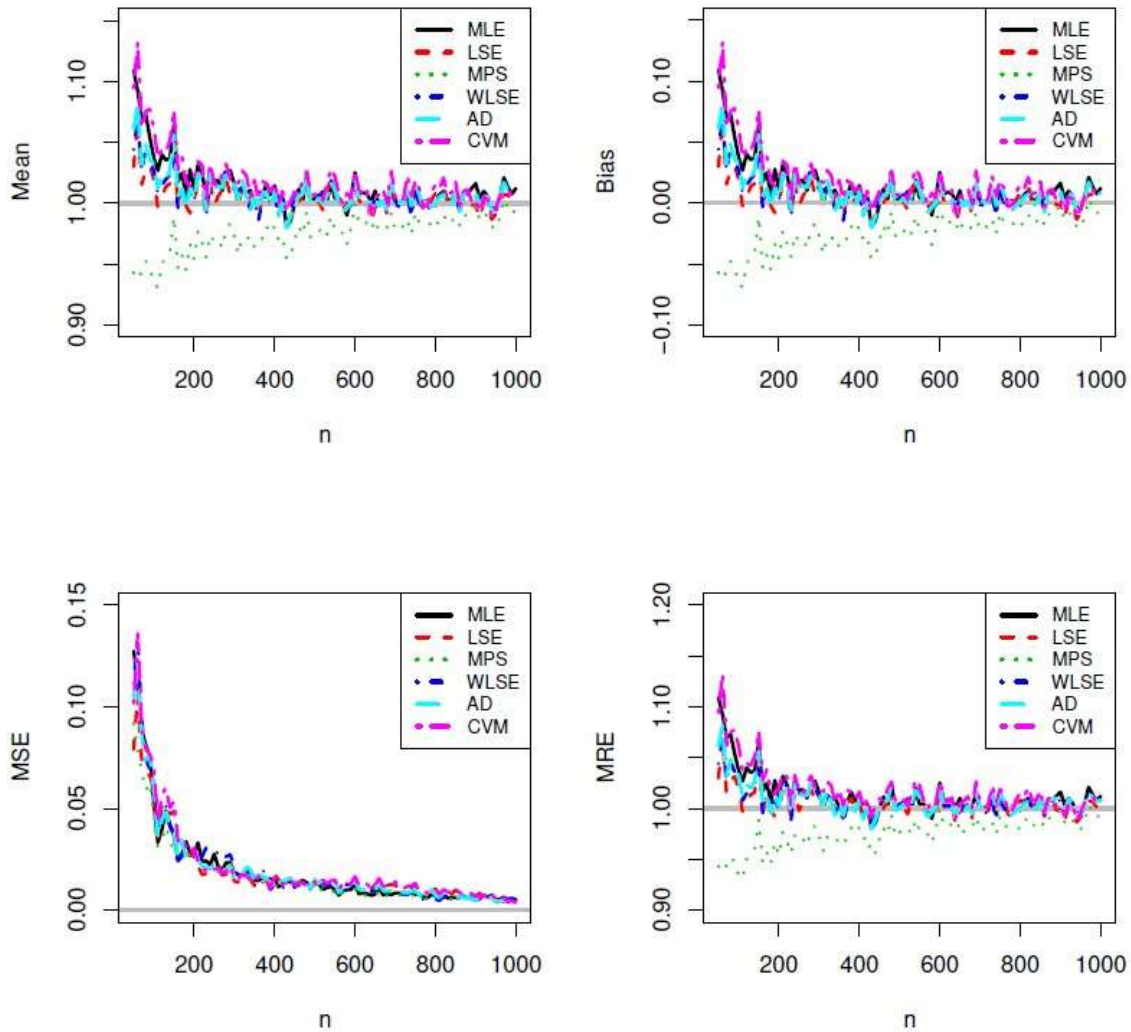 MLE
LSE
MPS
WLSE
AD
CVM
Mean
0.90 1.00 1.10
200 400 600 800 1000
n
MLE
LSE
MPS
WLSE
AD
CVM
Bias
−0.10 0.00 0.10
200 400 600 800 1000
n
MLE
LSE
MPS
WLSE
AD
CVM
MSE
0.00 0.05 0.10 0.15
200 400 600 800 1000
n
MLE
LSE
MPS
WLSE
AD
CVM
MRE
0.90 1.00 1.10 1.20
200 400 600 800 1000
n